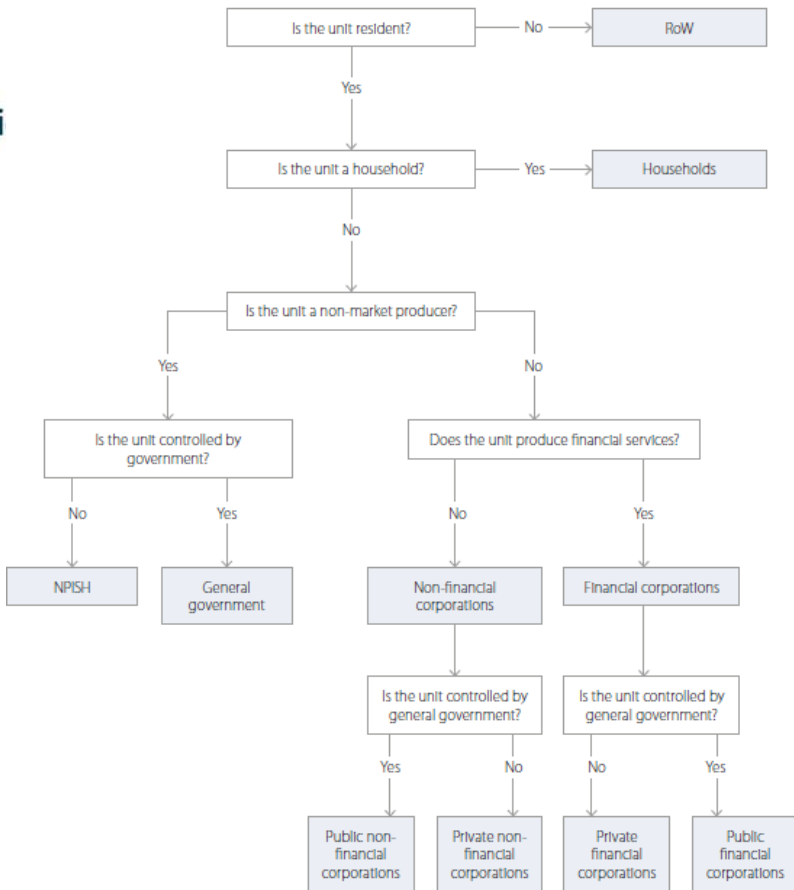 Is the unit resident?
No
RoW
Yes
i
Is the unit a household?
Yes
Households
No
Is the unit a non-market producer?
Yes
No
Is the unit controlled by
government?
Does the unit produce financial services?
No
Yes
No
Yes
NPISH
General
government
Non-financial
corporations
Financial corporations
Is the unit controlled by
general government?
Is the unit controlled by
general government?
Yes
No
No
Yes
Public non-
financial
corporations
Private non-
financial
corporations
Private
financial
corporations
Public
financial
corporations